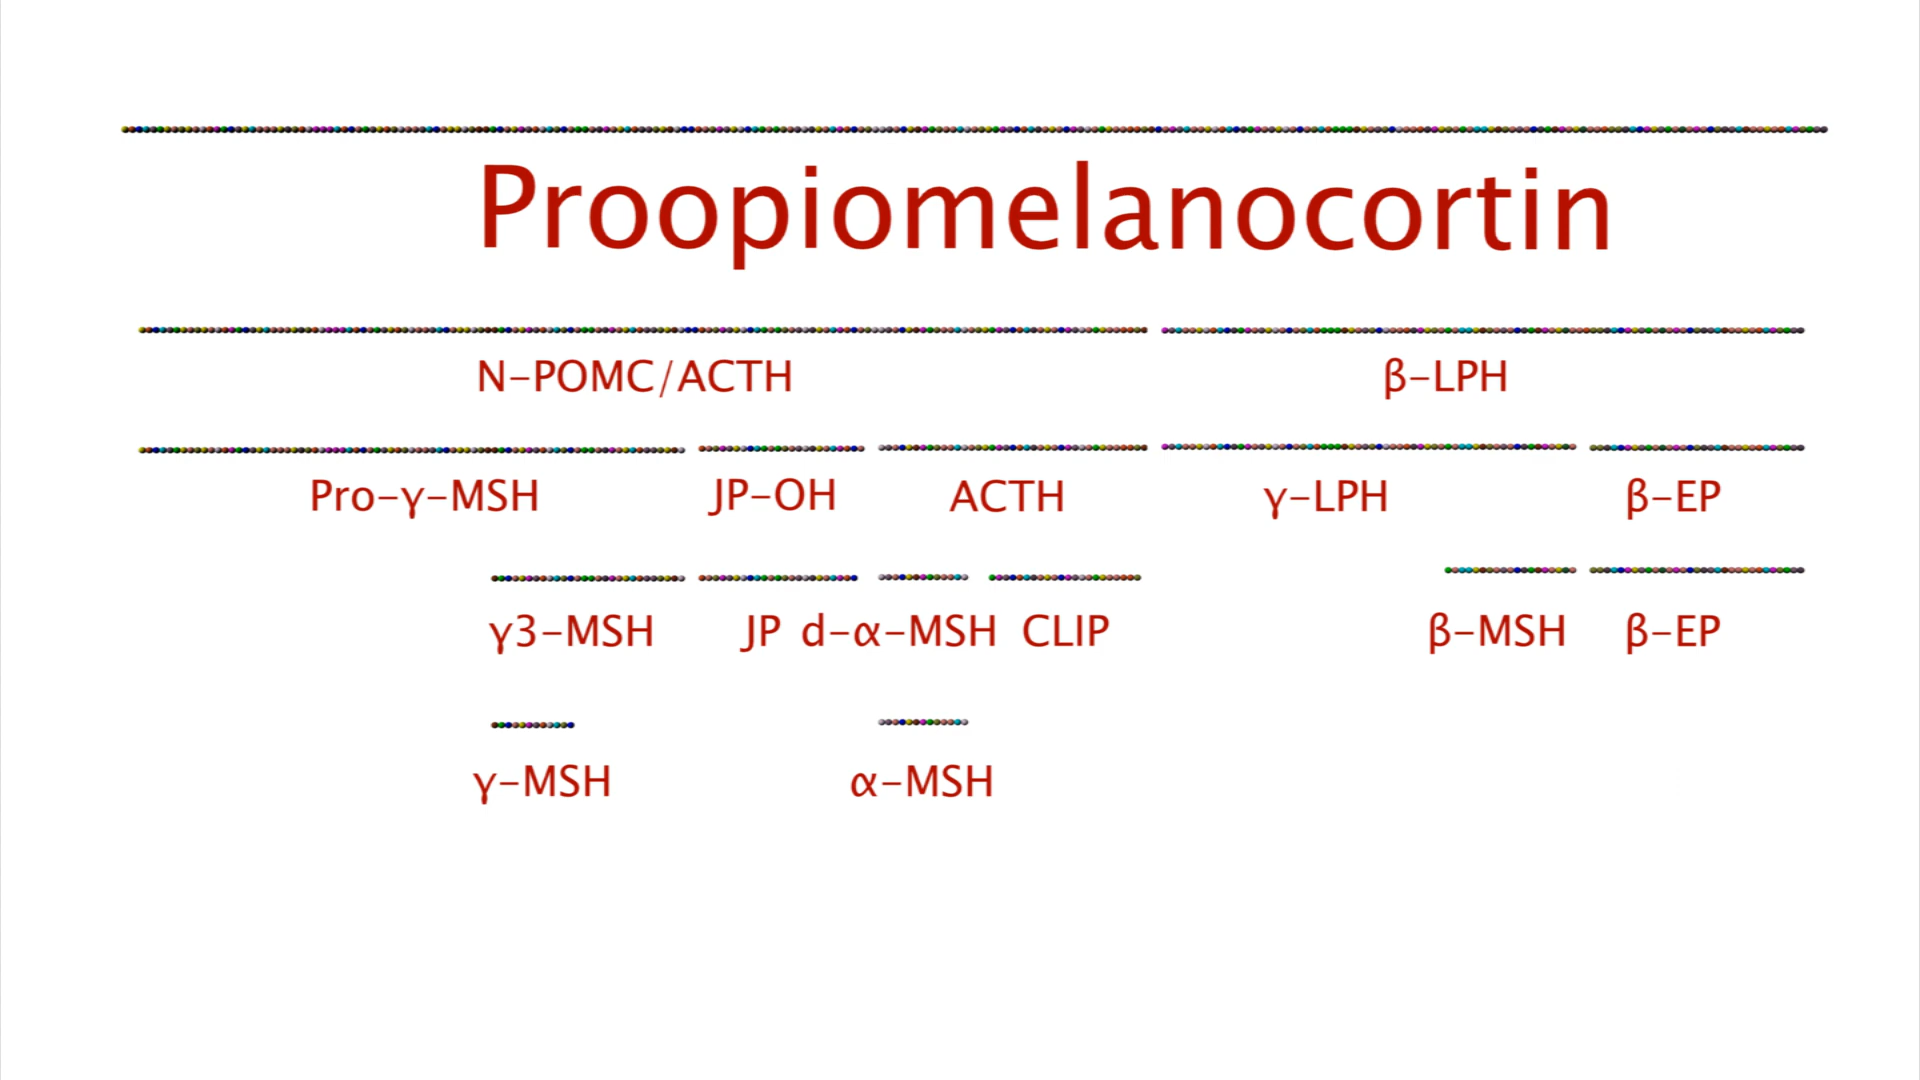 Proopiomelanocortin
N-POMC/ACTH β-LPH
Pro-γ-MSH JP-OH ACTH γ-LPH β-EP
γ3-MSH JP d-α-MSH CLIP β-MSH β-EP
γ-MSH α-MSH